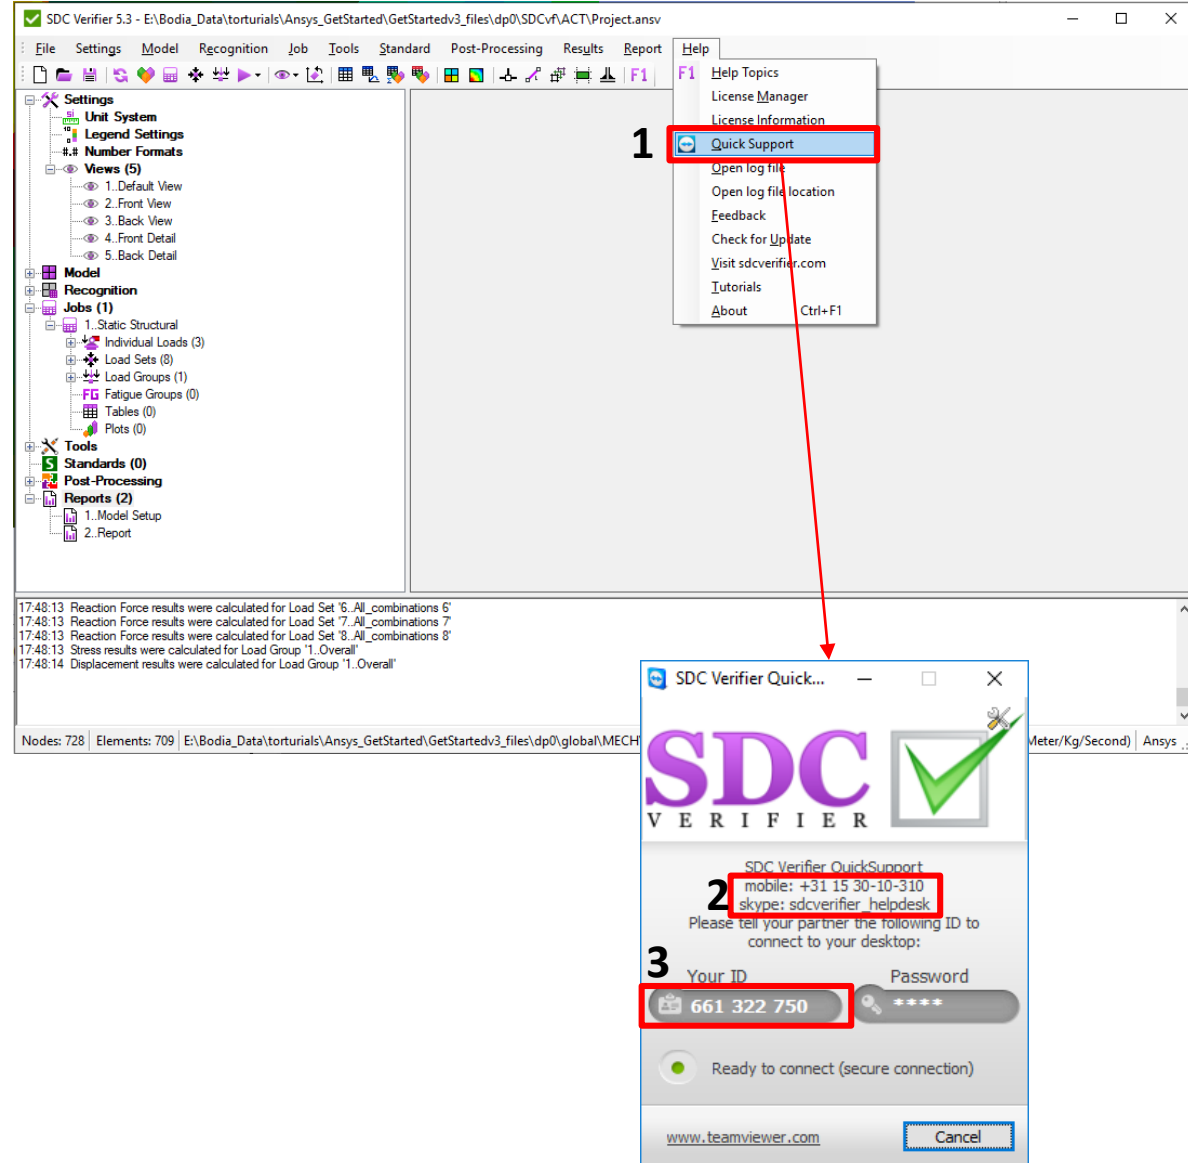 SDC Verifier 5.3 - E:\Bodia_Data\torturials\Ansys_GetStarted\GetStartedv3_files\dp0\SDCvf\ACT\Project.ansv
File Settings Model Recognition Job Tools Standard Post-Processing Results Report Help
F1
F1 Help Topics
License Manager
License Information
1
Quick Support
Open log file
Open log file location
Feedback
Check for Update
Visit sdcverifier.com
Tutorials
About Ctrl+F1
Settings
Unit System
Legend Settings
#.# Number Formats
Views (5)
1..Default View
2..Front View
3..Back View
4..Front Detail
5..Back Detail
Model
Recognition
Jobs (1)
1..Static Structural
Individual Loads (3)
Load Sets (8)
Load Groups (1)
FG Fatigue Groups (0)
Tables (0)
Plots (0)
Tools
S Standards (0)
Post-Processing
Reports (2)
1..Model Setup
2..Report
17:48:13 Reaction Force results were calculated for Load Set '6..All_combinations 6'
17:48:13 Reaction Force results were calculated for Load Set '7..All_combinations 7'
17:48:13 Reaction Force results were calculated for Load Set '8..All_combinations 8'
17:48:13 Stress results were calculated for Load Group '1..Overall'
17:48:14 Displacement results were calculated for Load Group '1..Overall'
Nodes: 728 Elements: 709 E:\Bodia_Data\torturials\Ansys_GetStarted\GetStartedv3_files\dp0\global\MECH
Meter/Kg/Second) Ansys
SDC Verifier Quick...
SDC
VERIFIER
SDC Verifier QuickSupport
2
mobile: +31 15 30-10-310
skype: sdcverifier_helpdesk
Please tell your partner the following ID to
connect to your desktop:
3
Your ID Password
661 322 750 ****
Ready to connect (secure connection)
www.teamviewer.com Cancel